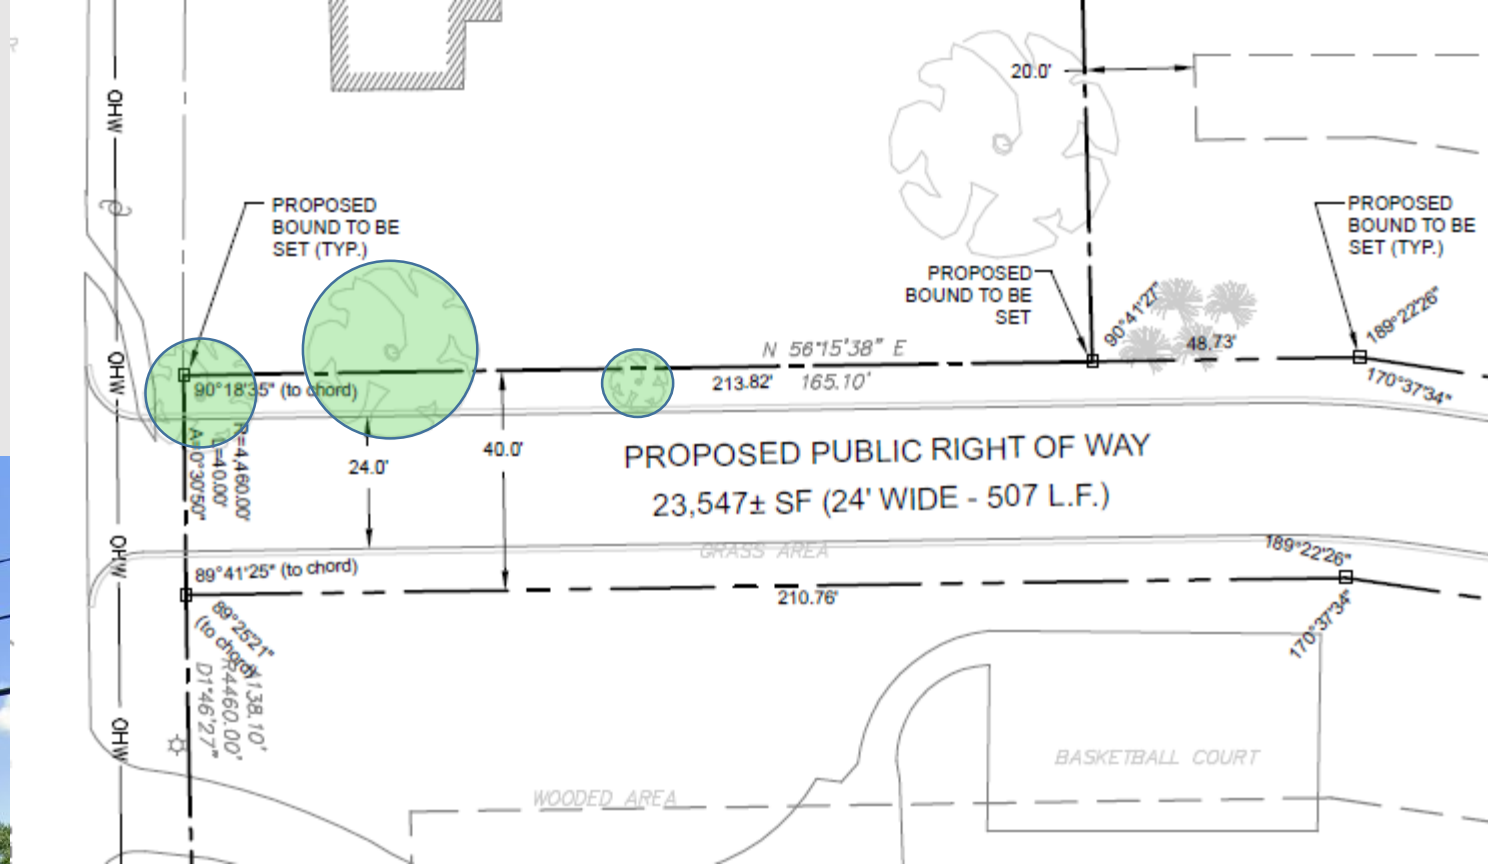 OHW
20.0'
PROPOSED
BOUND TO BE
SET (TYP.)
PROPOSED
BOUND TO BE
SET (TYP.)
PROPOSED
BOUND TO BE
SET
90°41'27"
189°22'26"
48.73'
N 56°15'38" E
OHW
90°18'35" (to chord)
213.82'
165.10'
170°37'34"
R=4,460.00'
L=40.00'
40.0'
24.0'
PROPOSED PUBLIC RIGHT OF WAY
23,547± SF (24' WIDE - 507 L.F.)
GRASS AREA
OHW
189°22'26"
89°41'25" (to chord)
210.76'
89°25'21"
(to chord)
170°37'34"
138.10'
R4460.00'
D1°46'27"
OHW
BASKETBALL COURT
WOODED AREA